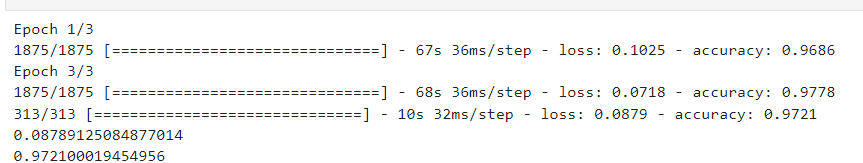 Epoch 1/3
1875/1875 [==============================] - 67s 36ms/step - loss: 0.1025 - accuracy: 0.9686
Epoch 3/3
1875/1875 [==============================] - 68s 36ms/step - loss: 0.0718 - accuracy: 0.9778
313/313 [==============================] - 10s 32ms/step - loss: 0.0879 - accuracy: 0.9721
0.08789125084877014
0.972100019454956